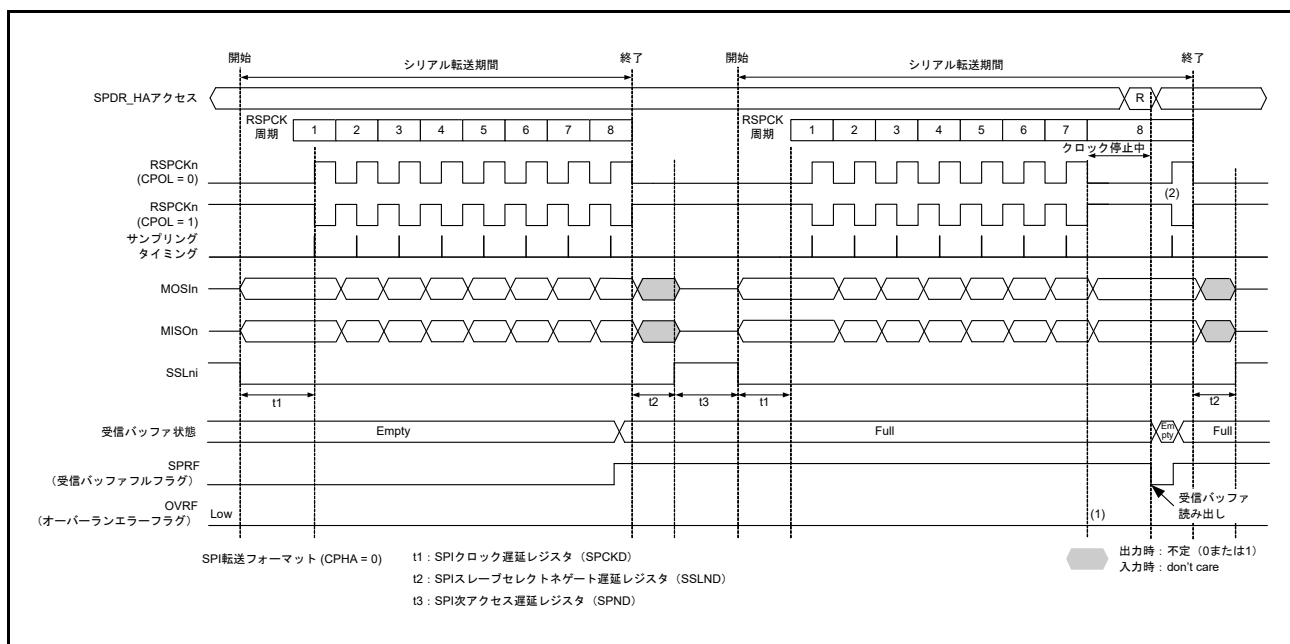 開始 終了 開始 終了
シリアル転送期間 シリアル転送期間
SPDR_HAアクセス R
RSPCK
周期
1 2 3 4 5 6 7 8
RSPCK
周期
1 2 3 4 5 6 7 8
クロック停止中
RSPCKn
(CPOL = 0)
(2)
RSPCKn
(CPOL = 1)
サンプリング
タイミング
MOSIn
MISOn
SSLni
t1 t2 t3 t1 t2
受信バッファ状態 Empty Full Em
pty Full
SPRF
(受信バッファフルフラグ)
受信バッファ
読み出し
OVRF
(オーバーランエラーフラグ)
Low (1)
SPI転送フォーマット (CPHA = 0)
t1：SPIクロック遅延レジスタ（SPCKD）
t2：SPIスレーブセレクトネゲート遅延レジスタ（SSLND）
t3：SPI次アクセス遅延レジスタ（SPND）
出力時：不定（0または1）
入力時：don't care